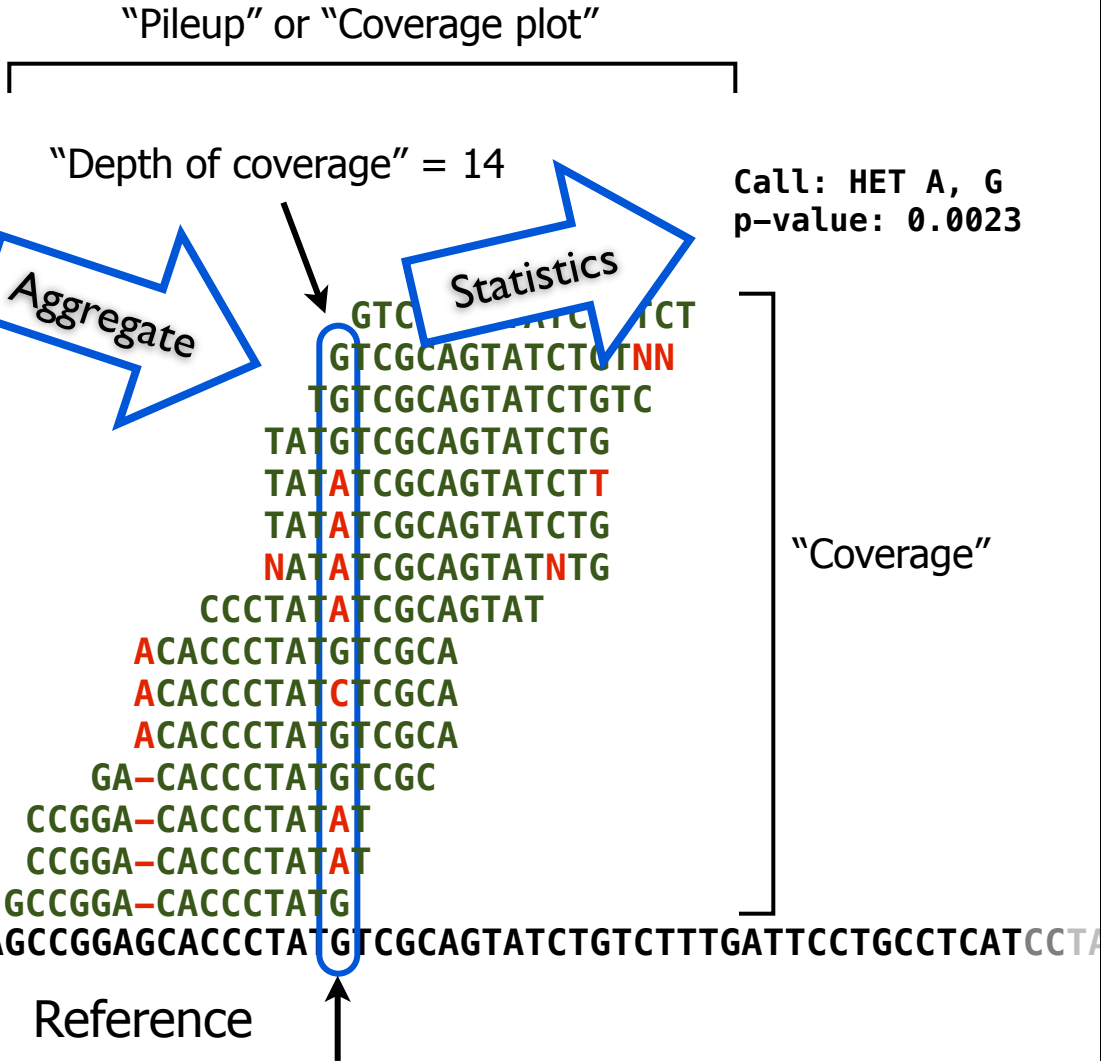 “Pileup” or “Coverage plot”
“Depth of coverage” = 14
Call: HET A, G
p-value: 0.0023
Aggregate
Statistics
GTC ATC TCT
GTCGCAGTATCTGTNN
TGTCGCAGTATCTGTC
TATGTCGCAGTATCTG
TATATCGCAGTATCTT
TATATCGCAGTATCTG
NATATCGCAGTATNTG
“Coverage”
CCCTATATCGCAGTAT
ACACCCTATGTCGCA
ACACCCTATCTCGCA
ACACCCTATGTCGCA
GA–CACCCTATGTCGC
CCGGA–CACCCTATAT
CCGGA–CACCCTATAT
GCCGGA–CACCCTATG
AGCCGGAGCACCCTATGTCGCAGTATCTGTCTTTGATTCCTGCCTCATCCTA
Reference